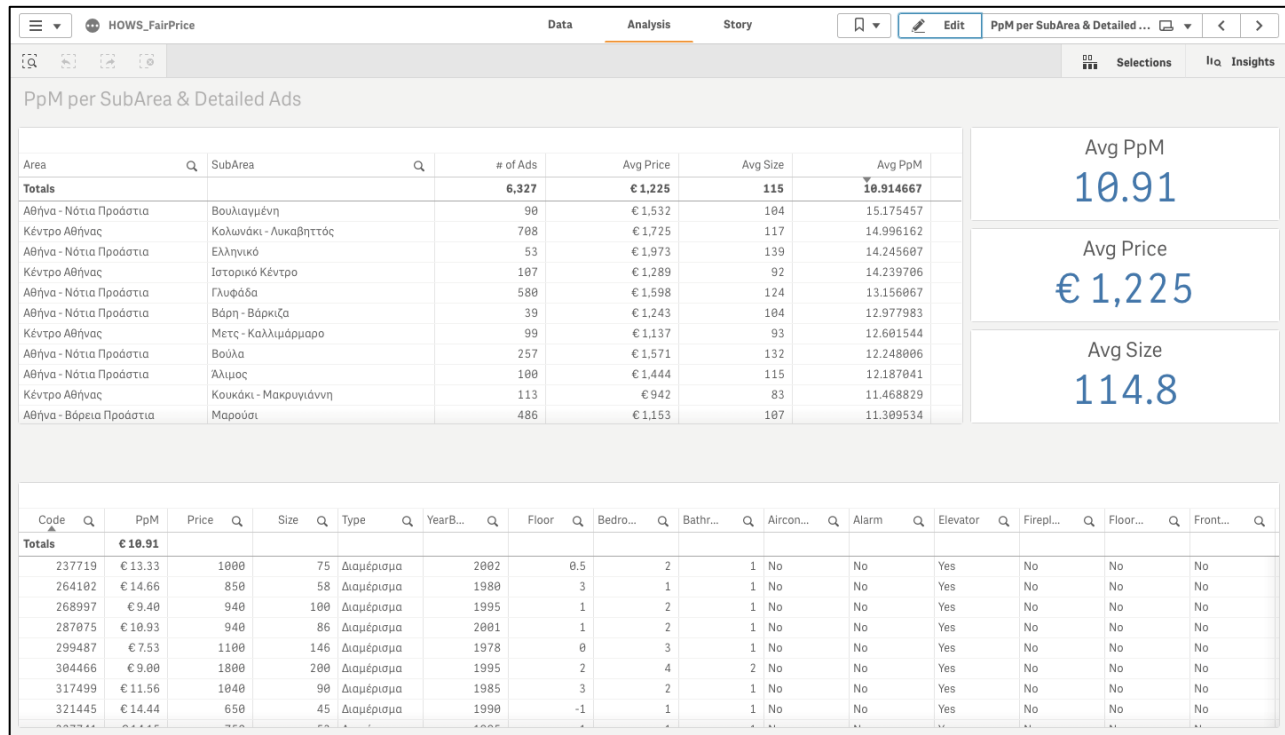 HOWS_FairPrice Data Analysis Story Edit PpM per SubArea & Detailed ...
Selections Insights
PpM per SubArea & Detailed Ads
Area SubArea # of Ads Avg Price Avg Size Avg PpM
Totals 6,327 € 1,225 115 10.914667
Αθήνα - Νότια Προάστια Βουλιαγμένη 90 € 1,532 104 15.175457
Κέντρο Αθήνας Κολωνάκι - Λυκαβηττός 708 € 1,725 117 14.996162
Αθήνα - Νότια Προάστια Ελληνικό 53 € 1,973 139 14.245607
Κέντρο Αθήνας Ιστορικό Κέντρο 107 € 1,289 92 14.239706
Αθήνα - Νότια Προάστια Γλυφάδα 580 € 1,598 124 13.156067
Αθήνα - Νότια Προάστια Βάρη - Βάρκιζα 39 € 1,243 104 12.977983
Κέντρο Αθήνας Μετς - Καλλιμάρμαρο 99 € 1,137 93 12.601544
Αθήνα - Νότια Προάστια Βούλα 257 € 1,571 132 12.248006
Αθήνα - Νότια Προάστια Άλιμος 100 € 1,444 115 12.187041
Κέντρο Αθήνας Κουκάκι - Μακρυγιάννη 113 € 942 83 11.468829
Αθήνα - Βόρεια Προάστια Μαρούσι 486 € 1,153 107 11.309534
Avg PpM
10.91
Avg Price
€ 1,225
Avg Size
114.8
Code PpM Price Size Type YearB... Floor Bedro... Bathr... Aircon... Alarm Elevator Firepl... Floor... Front...
Totals € 10.91
237719 € 13.33 1000 75 Διαμέρισμα 2002 0.5 2 1 No No Yes No No No
264102 € 14.66 850 58 Διαμέρισμα 1980 3 1 1 No No Yes No No No
268997 € 9.40 940 100 Διαμέρισμα 1995 1 2 1 No No Yes No No No
287075 € 10.93 940 86 Διαμέρισμα 2001 1 2 1 No No Yes No No No
299487 € 7.53 1100 146 Διαμέρισμα 1978 0 3 1 No No Yes No No No
304466 € 9.00 1800 200 Διαμέρισμα 1995 2 4 2 No No Yes No No No
317499 € 11.56 1040 90 Διαμέρισμα 1985 3 2 1 No No Yes No No No
321445 € 14.44 650 45 Διαμέρισμα 1990 -1 1 1 No No Yes No No No